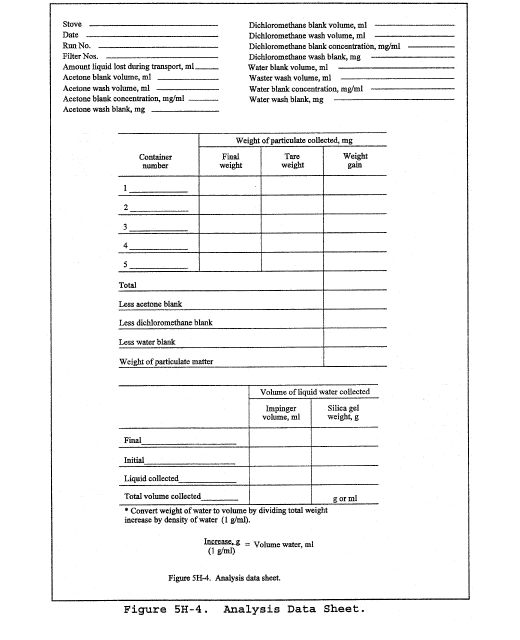 Stove
Date
Run No.
Filter Nos.
Amount liquid lost during transport, ml
Acetone blank volume, ml
Acetone wash volume, ml
Acetone blank concentration, mg/ml
Acetone wash blank, mg
Dichloromethane blank volume, ml
Dichloromethane wash volume, ml
Dichloromethane blank concentration, mg/ml
Dichloromethane wash blank, mg
Water blank volume, ml
Waster wash volume, ml
Water blank concentration, mg/ml
Water wash blank, mg
Weight of particulate collected, mg
Container number
Final weight
Tare weight
Weight gain
1
2
3
4
5
Total
Less acetone blank
Less dichloromethane blank
Less water blank
Weight of particulate matter
Volume of liquid water collected
Impinger volume, ml
Silica gel weight, g
Final
Initial
Liquid collected
Total volume collected
g or ml
* Convert weight of water to volume by dividing total weight
increase by density of water (1 g/ml).
Increase, g
(1 g/ml)
= Volume water, ml
Figure 5H-4. Analysis data sheet.
Figure 5H-4. Analysis Data Sheet.